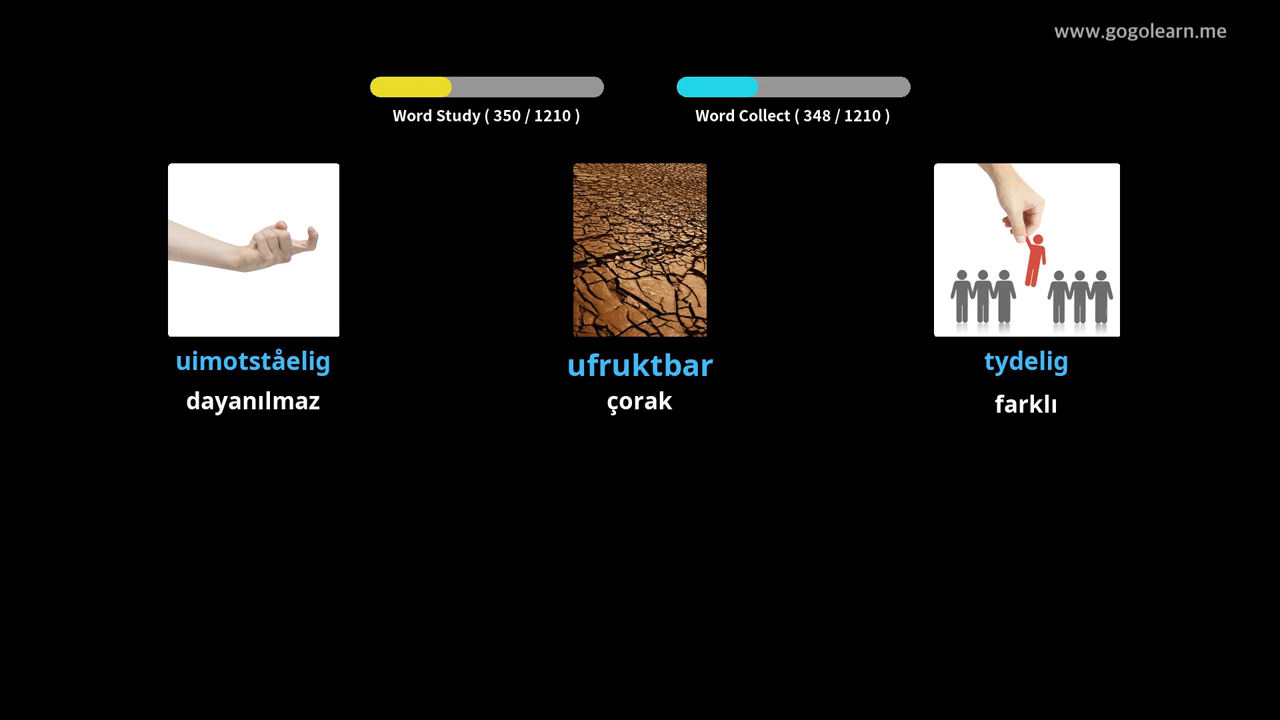 www.gogolearn.me
Word Study ( 350 / 1210 )
Word Collect ( 348 / 1210 )
uimotståelig
dayanılmaz
ufruktbar
çorak
tydelig
farklı